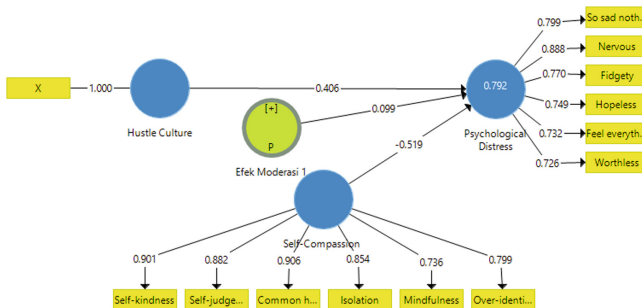 So sad noth...
0.799
Nervous
0.888
0.770
Fidgety
X
1.000
0.406
0.792
0.749
Hopeless
[+]
0.099
Hustle Culture
Psychological
Distress
0.732
Feel everyth...
P
0.726
Worthless
-0.519
Efek Moderasi 1
Self-Compassion
0.901
0.882
0.906
0.854
0.736
0.799
Self-kindness
Self-judge...
Common h...
Isolation
Mindfulness
Over-identi...